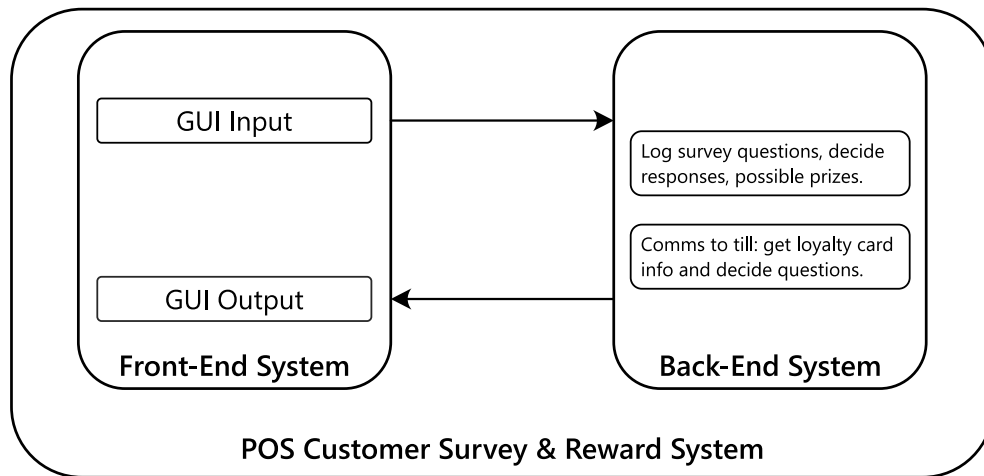 GUI Input
GUI Output
Front-End System
Log survey questions, decide
responses, possible prizes.
Comms to till: get loyalty card
info and decide questions.
Back-End System
POS Customer Survey & Reward System